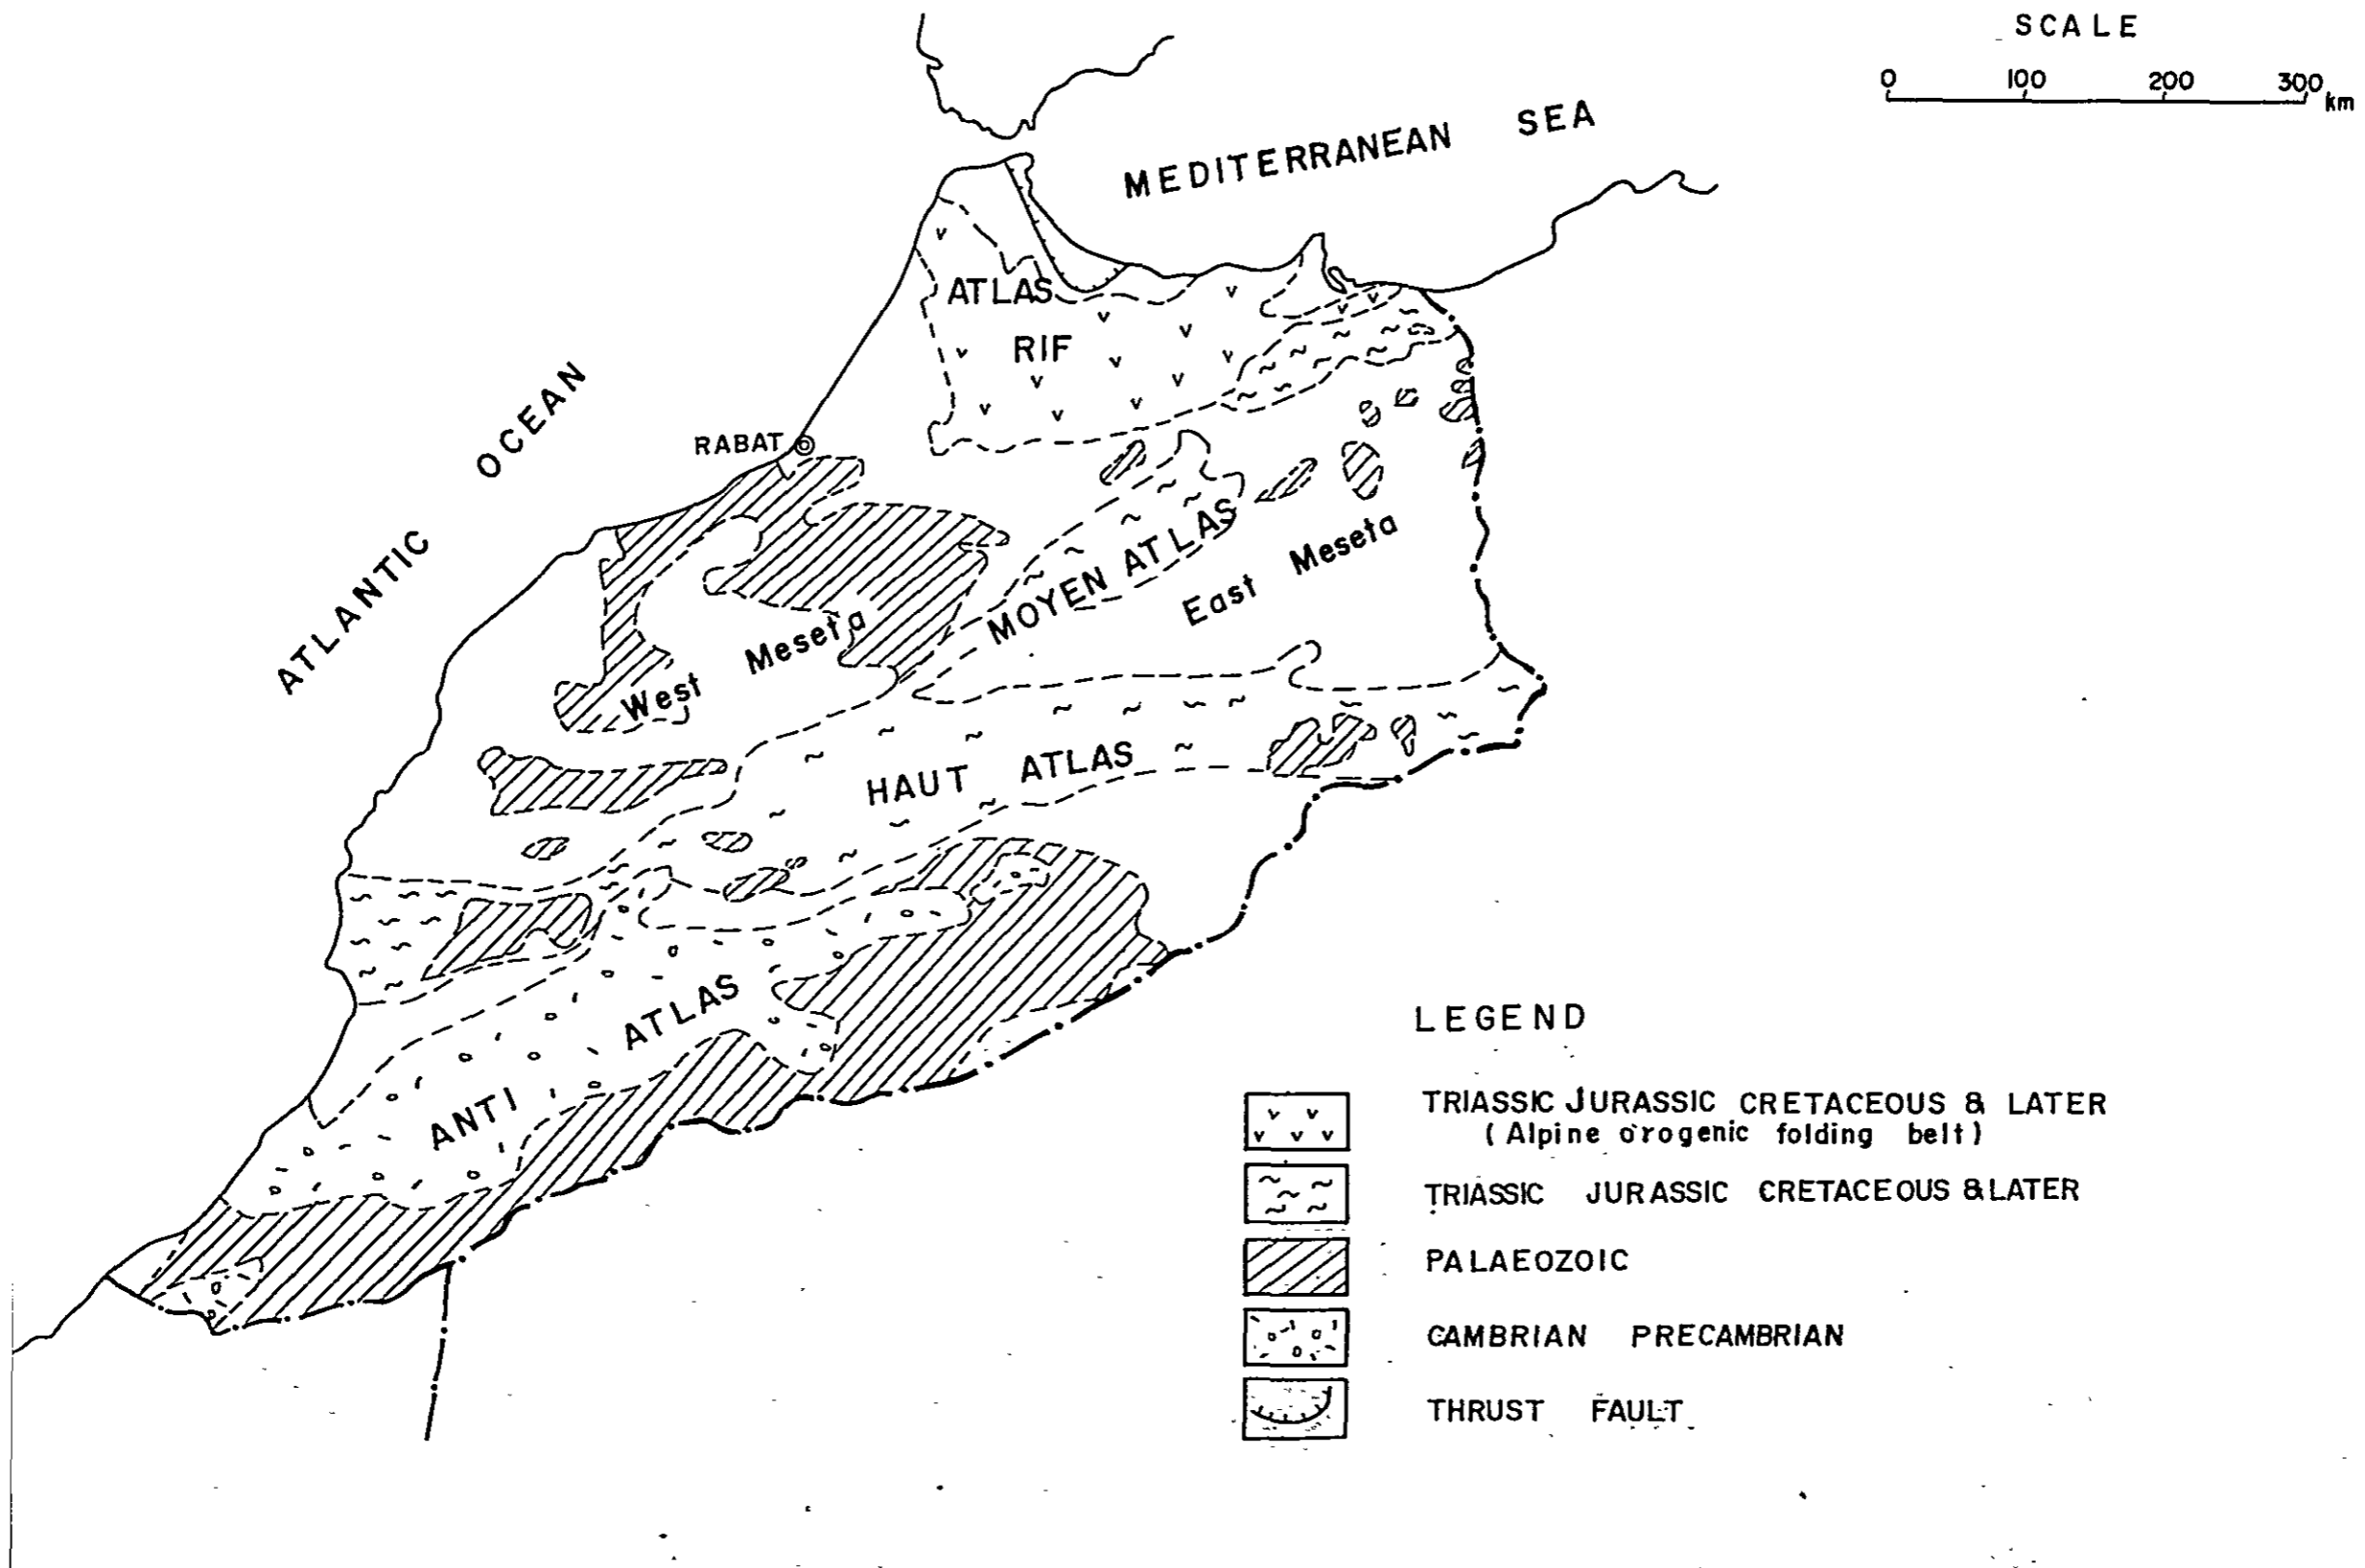 SCALE
0 100 200 300 km
MEDITERRANEAN SEA
ATLAS
RIF
ATLANTIC OCEAN
RABAT
MOYEN ATLAS
East Meseta
West Meseta
HAUT ATLAS
ANTI ATLAS
LEGEND
TRIASSIC JURASSIC CRETACEOUS & LATER
(Alpine orogenic folding belt)
TRIASSIC JURASSIC CRETACEOUS & LATER
PALAEOZOIC
CAMBRIAN PRECAMBRIAN
THRUST FAULT